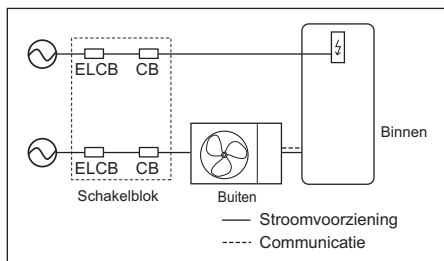 ELCB CB
ELCB CB
Binnen
Schakelblok
Buiten
Stroomvoorziening
Communicatie